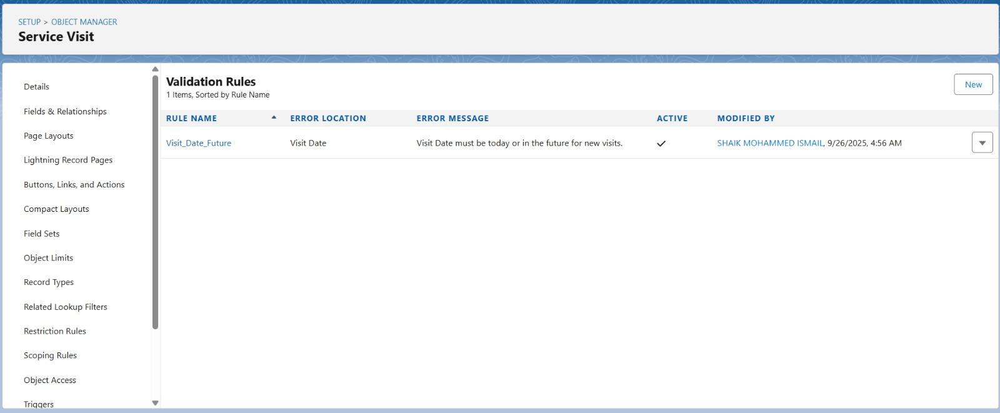 SETUP > OBJECT MANAGER
Service Visit
Details
Fields & Relationships
Page Layouts
Lightning Record Pages
Buttons, Links, and Actions
Compact Layouts
Field Sets
Object Limits
Record Types
Related Lookup Filters
Restriction Rules
Scoping Rules
Object Access
Triggers
Validation Rules
1 Items, Sorted by Rule Name
New
RULE NAME ERROR LOCATION ERROR MESSAGE ACTIVE MODIFIED BY
Visit_Date_Future Visit Date Visit Date must be today or in the future for new visits. SHAIK MOHAMMED ISMAIL, 9/26/2025, 4:56 AM